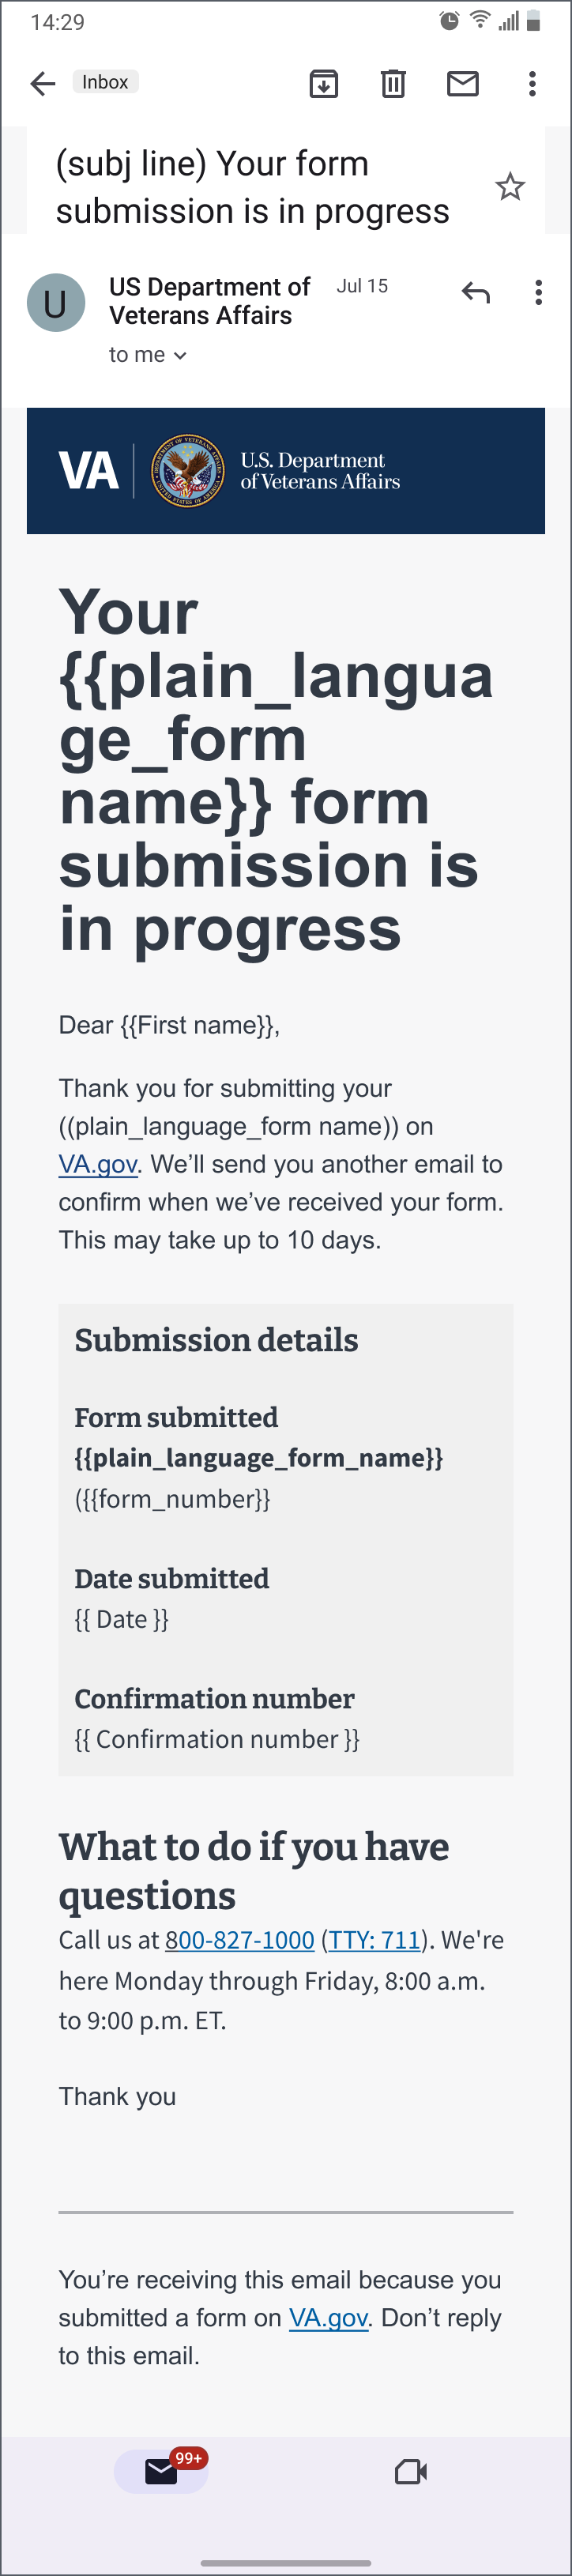 14:29
Inbox
(subj line) Your form
submission is in progress
U
US Department of
Veterans Affairs
Jul 15
to me
VA
U.S. Department
of Veterans Affairs
Your
{{plain_langua
ge_form
name}} form
submission is
in progress
Dear {{First name}},
Thank you for submitting your
((plain_language_form name)) on
VA.gov. We’ll send you another email to
confirm when we’ve received your form.
This may take up to 10 days.
Submission details
Form submitted
{{plain_language_form_name}}
({{form_number}}
Date submitted
{{ Date }}
Confirmation number
{{ Confirmation number }}
What to do if you have
questions
Call us at 800-827-1000 (TTY: 711). We're
here Monday through Friday, 8:00 a.m.
to 9:00 p.m. ET.
Thank you
You’re receiving this email because you
submitted a form on VA.gov. Don’t reply
to this email.
99+